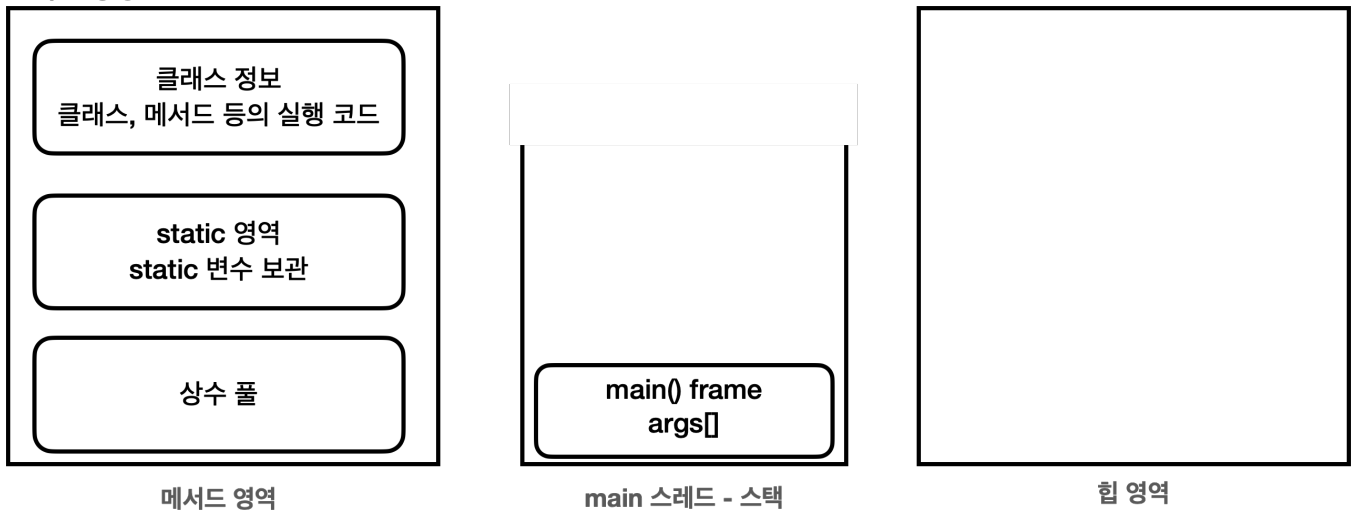 클래스 정보
클래스, 메서드 등의 실행 코드
static 영역
static 변수 보관
상수 풀
메서드 영역
main() frame
args[]
main 스레드 - 스택
힙 영역